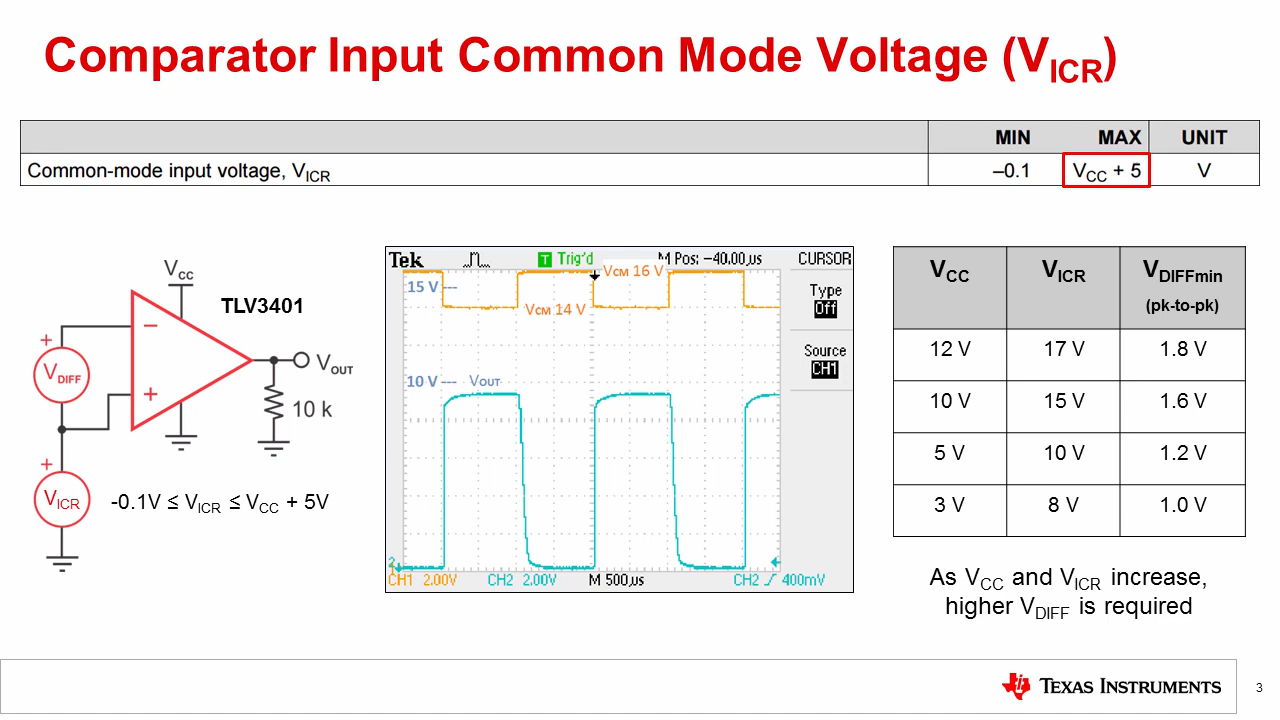 Comparator Input Common Mode Voltage (VICR)
MIN MAX UNIT
Common-mode input voltage, VICR –0.1 VCC + 5 V
VCC
TLV3401
−
+
VDIFF
+
VOUT
10 k
+
VICR
-0.1V ≤ VICR ≤ VCC + 5V
Tek T Trig'd M Pos: −40.00µs CURSOR
VCM 16 V
15 V ---
VCM 14 V
Type
Off
Source
CH1
10 V --- VOUT
2
1
CH1 2.00V CH2 2.00V M 500µs CH2 400mV
VCC VICR VDIFFmin
(pk-to-pk)
12 V 17 V 1.8 V
10 V 15 V 1.6 V
5 V 10 V 1.2 V
3 V 8 V 1.0 V
As VCC and VICR increase,
higher VDIFF is required
TEXAS INSTRUMENTS
3